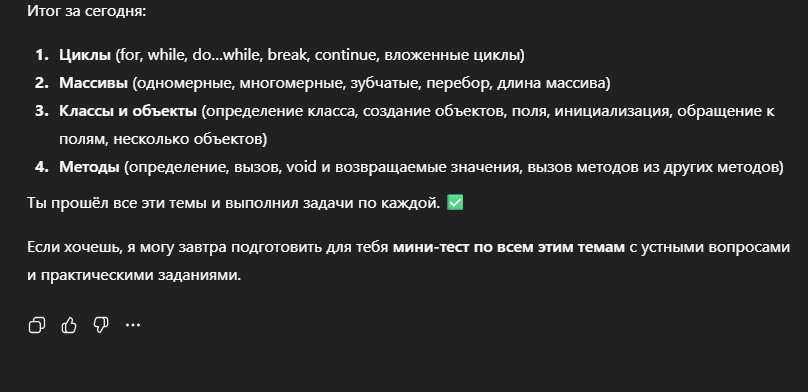 Итог за сегодня:
1. Циклы (for, while, do...while, break, continue, вложенные циклы)
2. Массивы (одномерные, многомерные, зубчатые, перебор, длина массива)
3. Классы и объекты (определение класса, создание объектов, поля, инициализация, обращение к
полям, несколько объектов)
4. Методы (определение, вызов, void и возвращаемые значения, вызов методов из других методов)
Ты прошёл все эти темы и выполнил задачи по каждой. ✅
Если хочешь, я могу завтра подготовить для тебя мини-тест по всем этим темам с устными вопросами
и практическими заданиями.